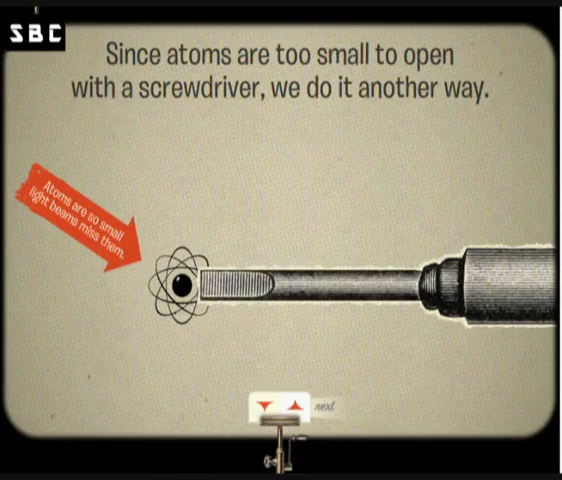 SBC
Since atoms are too small to open
with a screwdriver, we do it another way.
Atoms are so small
light beams miss them.
next